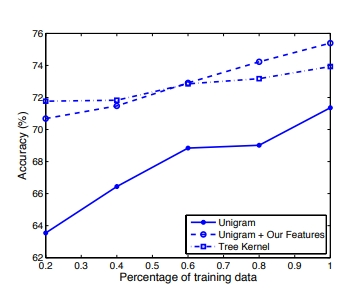 76
74
72
70
68
66
64
62
Accuracy (%)
0.2 0.3 0.4 0.5 0.6 0.7 0.8 0.9 1
Percentage of training data
Unigram
Unigram + Our Features
Tree Kernel